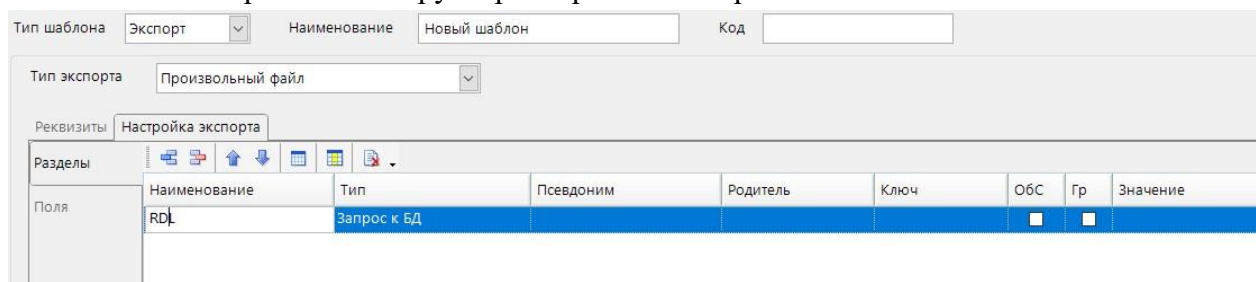 Тип шаблона Экспорт Наименование Новый шаблон Код
Тип экспорта Произвольный файл
Реквизиты Настройка экспорта
Разделы
Наименование Тип Псевдоним Родитель Ключ ОбС Гр Значение
Поля
RDL Запрос к БД